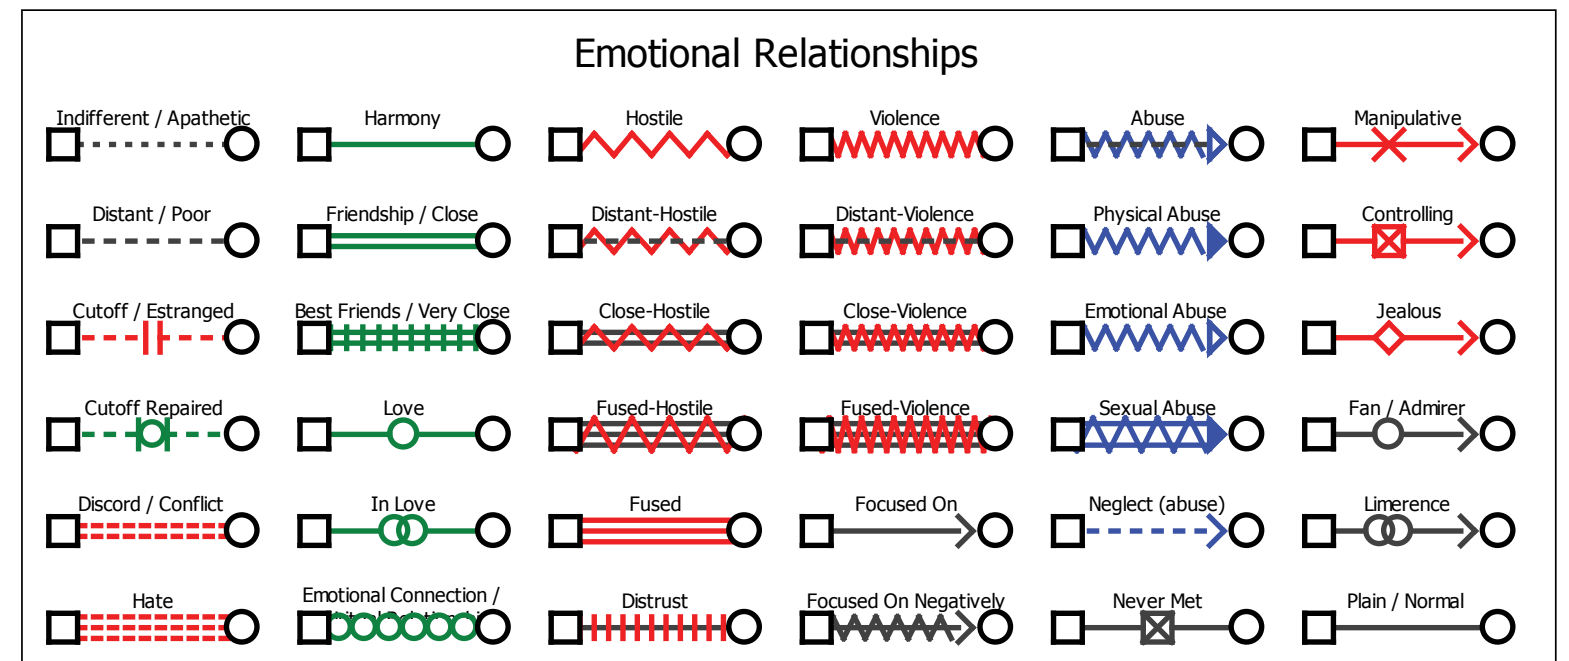 Emotional Relationships
Indifferent / Apathetic
Harmony
Hostile
Violence
Abuse
Manipulative
Distant / Poor
Friendship / Close
Distant-Hostile
Distant-Violence
Physical Abuse
Controlling
Cutoff / Estranged
Best Friends / Very Close
Close-Hostile
Close-Violence
Emotional Abuse
Jealous
Cutoff Repaired
Love
Fused-Hostile
Fused-Violence
Sexual Abuse
Fan / Admirer
Discord / Conflict
In Love
Fused
Focused On
Neglect (abuse)
Limerence
Hate
Emotional Connection /
Distrust
Focused On Negatively
Never Met
Plain / Normal